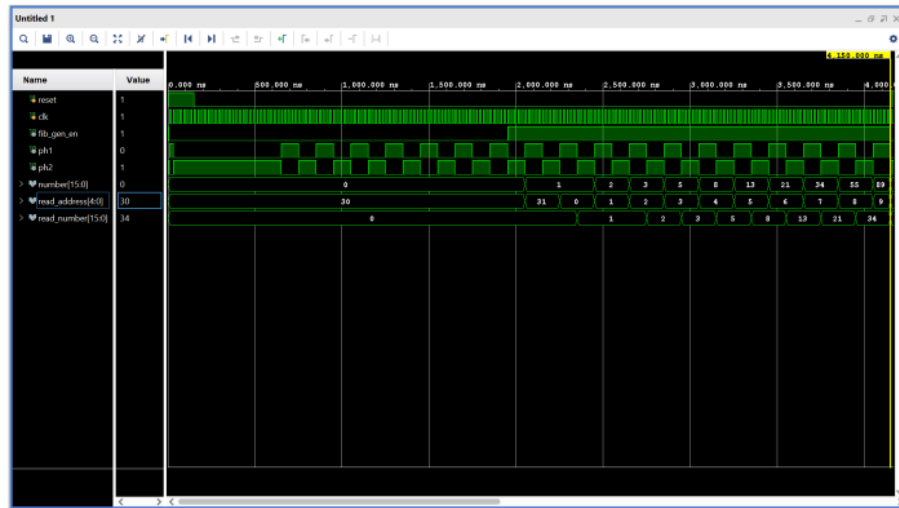 Untitled 1
4,150.000 ns
Name Value 0.000 ns 500.000 ns 1,000.000 ns 1,500.000 ns 2,000.000 ns 2,500.000 ns 3,000.000 ns 3,500.000 ns 4,000
reset 1
clk 1
fib_gen_en 1
ph1 0
ph2 1
number[15:0] 0 0 1 2 3 5 8 13 21 34 55 89
read_address[4:0] 30 30 31 0 1 2 3 4 5 6 7 8 9
read_number[15:0] 34 0 1 2 3 5 8 13 21 34